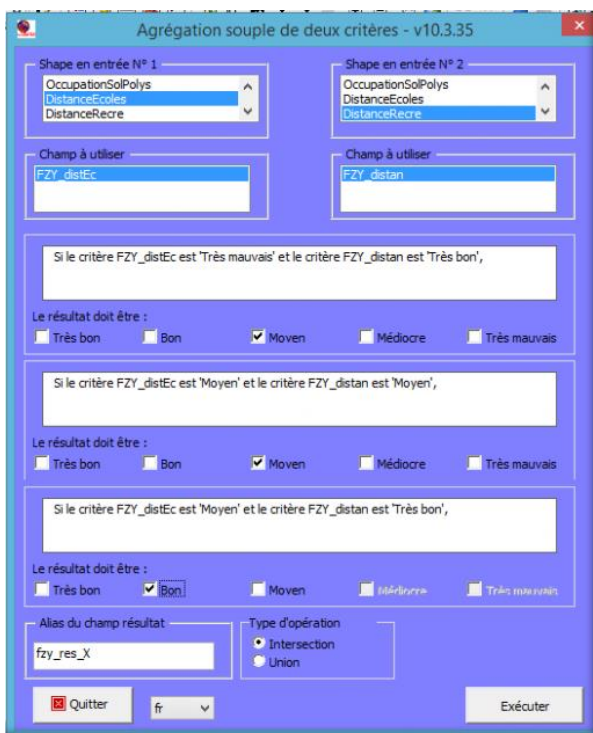 Agrégation souple de deux critères - v10.3.35
Shape en entrée N° 1
OccupationSolPolys
DistanceEcoles
DistanceRecre
Shape en entrée N° 2
OccupationSolPolys
DistanceEcoles
DistanceRecre
Champ à utiliser
FZY_distEc
Champ à utiliser
FZY_distan
Si le critère FZY_distEc est 'Très mauvais' et le critère FZY_distan est 'Très bon',
Le résultat doit être :
Très bon Bon Moyen Médiocre Très mauvais
Si le critère FZY_distEc est 'Moyen' et le critère FZY_distan est 'Moyen',
Le résultat doit être :
Très bon Bon Moyen Médiocre Très mauvais
Si le critère FZY_distEc est 'Moyen' et le critère FZY_distan est 'Très bon',
Le résultat doit être :
Très bon Bon Moyen Médiocre Très mauvais
Alias du champ résultat
fzy_res_X
Type d'opération
Intersection
Union
Quitter
fr
Exécuter